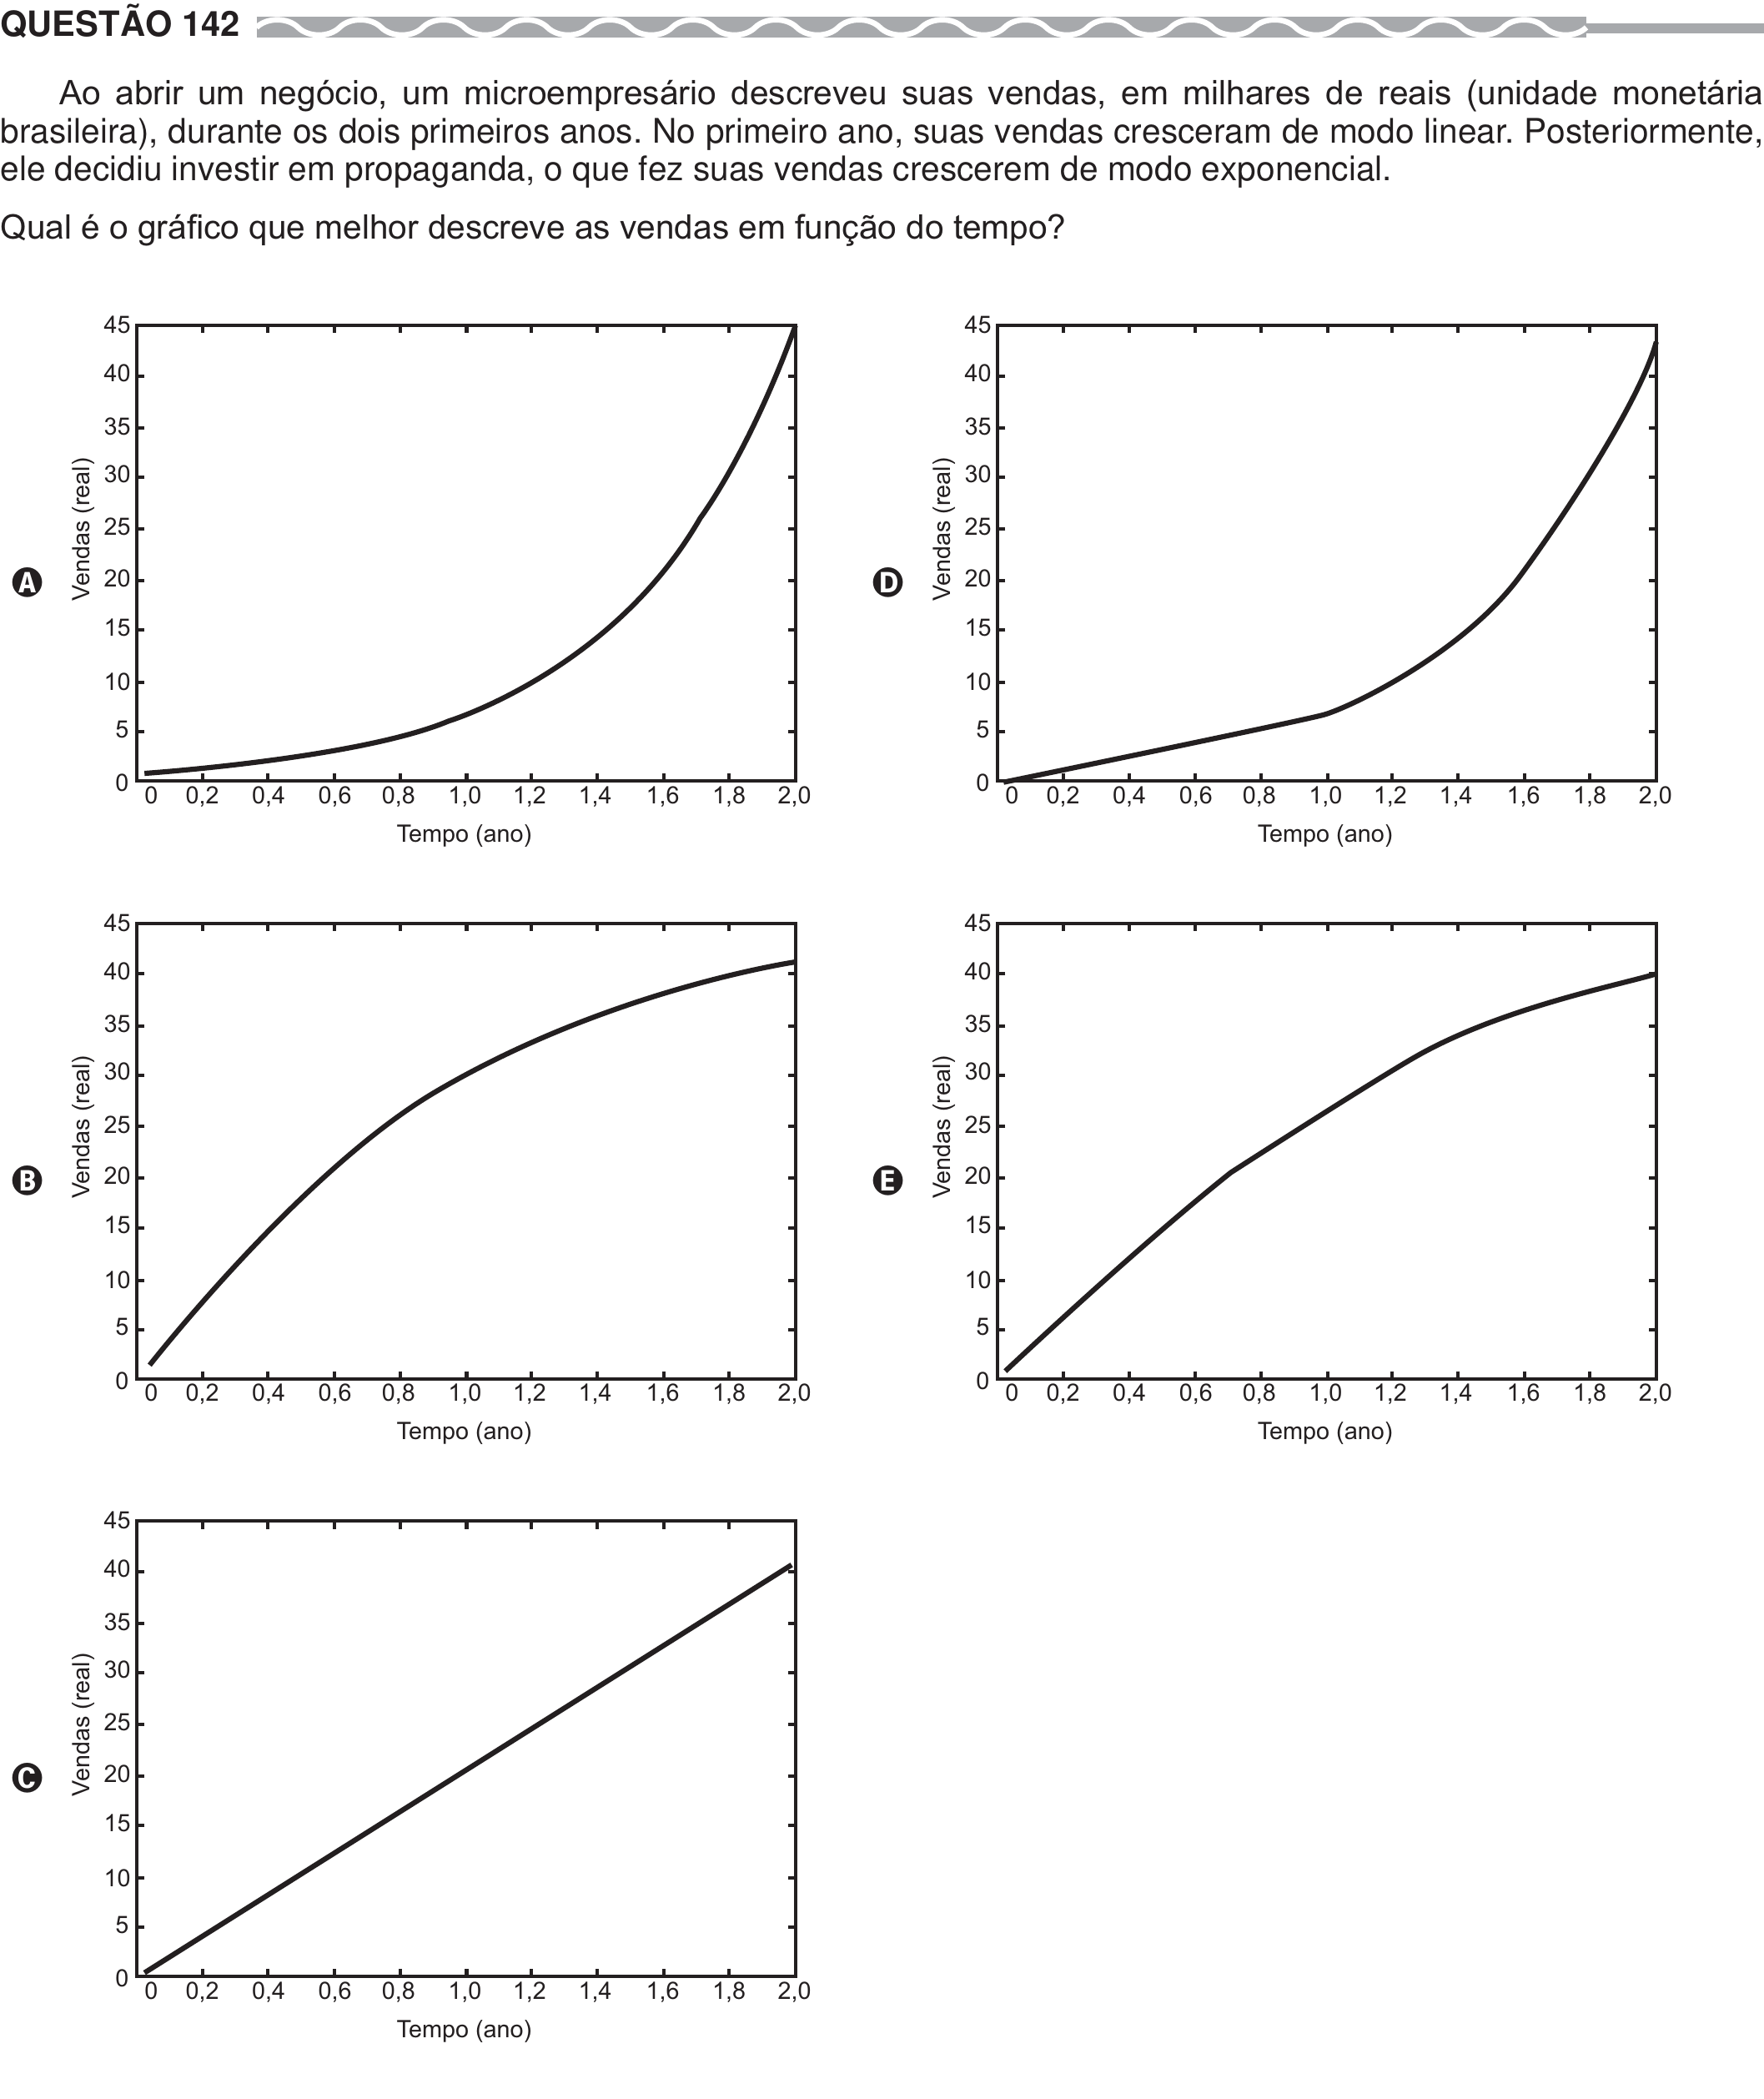 QUESTÃO 142
Ao abrir um negócio, um microempresário descreveu suas vendas, em milhares de reais (unidade monetária
brasileira), durante os dois primeiros anos. No primeiro ano, suas vendas cresceram de modo linear. Posteriormente,
ele decidiu investir em propaganda, o que fez suas vendas crescerem de modo exponencial.
Qual é o gráfico que melhor descreve as vendas em função do tempo?
A
Vendas (real)
45
40
35
30
25
20
15
10
5
0
0 0,2 0,4 0,6 0,8 1,0 1,2 1,4 1,6 1,8 2,0
Tempo (ano)
B
Vendas (real)
45
40
35
30
25
20
15
10
5
0
0 0,2 0,4 0,6 0,8 1,0 1,2 1,4 1,6 1,8 2,0
Tempo (ano)
C
Vendas (real)
45
40
35
30
25
20
15
10
5
0
0 0,2 0,4 0,6 0,8 1,0 1,2 1,4 1,6 1,8 2,0
Tempo (ano)
D
Vendas (real)
45
40
35
30
25
20
15
10
5
0
0 0,2 0,4 0,6 0,8 1,0 1,2 1,4 1,6 1,8 2,0
Tempo (ano)
E
Vendas (real)
45
40
35
30
25
20
15
10
5
0
0 0,2 0,4 0,6 0,8 1,0 1,2 1,4 1,6 1,8 2,0
Tempo (ano)